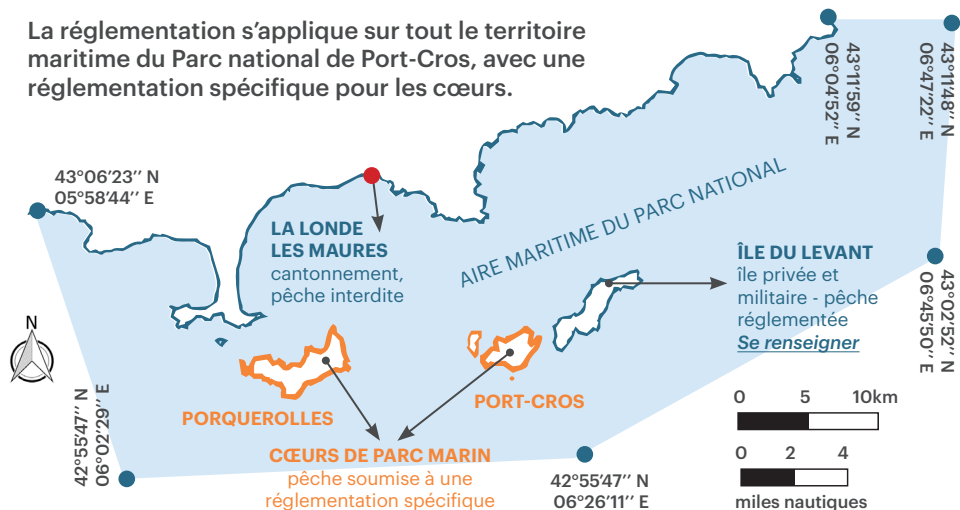 La réglementation s’applique sur tout le territoire
maritime du Parc national de Port-Cros, avec une
réglementation spécifique pour les cœurs.
43°11’59’’ N
06°04’52’’ E
43°11’48’’ N
06°47’22’’ E
43°06’23’’ N
05°58’44’’ E
LA LONDE
LES MAURES
cantonnement,
pêche interdite
AIRE MARITIME DU PARC NATIONAL
ÎLE DU LEVANT
île privée et
militaire - pêche
réglementée
Se renseigner
43°02’52’’ N
06°45’50’’ E
N
PORQUEROLLES
PORT-CROS
42°55’47’’ N
06°02’29’’ E
CŒURS DE PARC MARIN
pêche soumise à une
réglementation spécifique
42°55’47’’ N
06°26’11’’ E
0 5 10km
0 2 4
miles nautiques